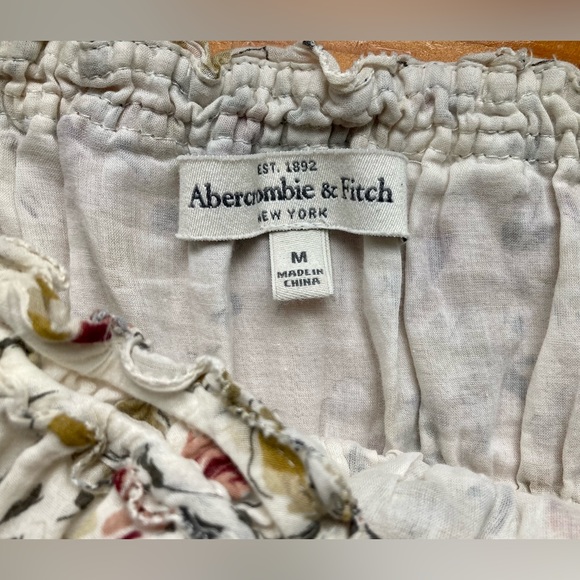 EST. 1892
Abercrombie & Fitch
NEW YORK
M
MADE IN
CHINA